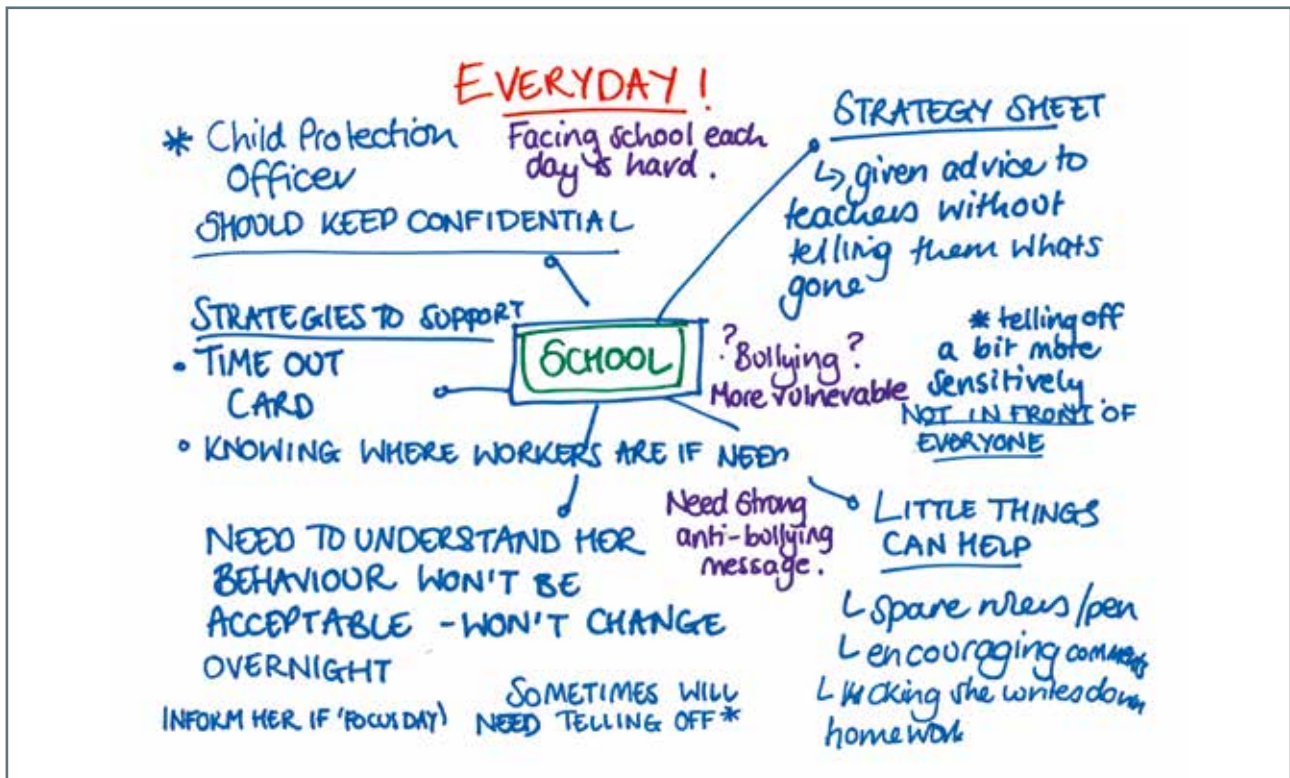 EVERYDAY!
Facing school each
day is hard.
* Child Protection
Officer
SHOULD KEEP CONFIDENTIAL
STRATEGY SHEET
↳ given advice to
teachers without
telling them whats
gone
STRATEGIES TO SUPPORT
• TIME OUT
CARD
• KNOWING WHERE WORKERS ARE IF NEED
SCHOOL
? Bullying?
More vulnerable
* telling off
a bit more
sensitively
NOT IN FRONT OF
EVERYONE
Need strong
anti-bullying
message.
LITTLE THINGS
CAN HELP
spare rulers/pen
encouraging comments
she writes down
homework
NEED TO UNDERSTAND HER
BEHAVIOUR WON'T BE
ACCEPTABLE - WON'T CHANGE
OVERNIGHT
INFORM HER IF 'FOCUS DAY)
SOMETIMES WILL
NEED TELLING OFF *